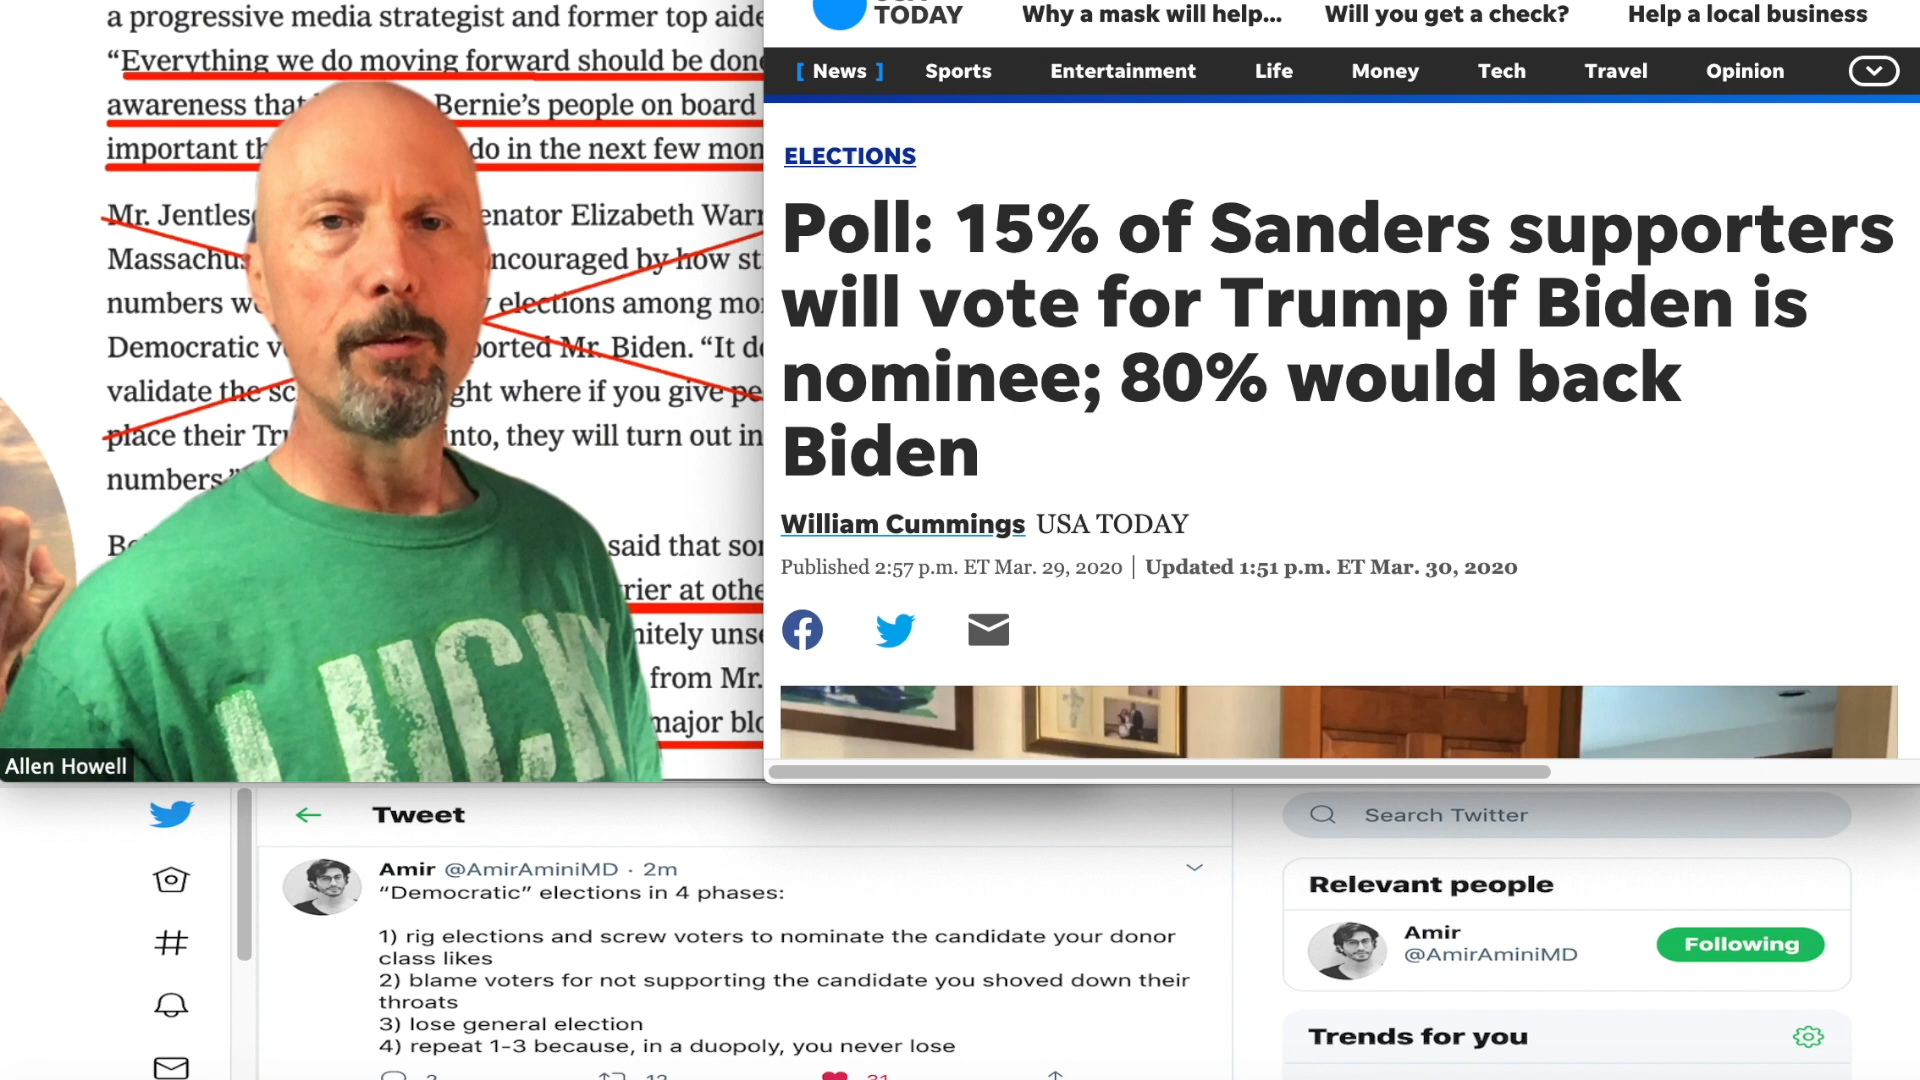 a progressive media strategist and former top aide
“Everything we do moving forward should be done
awareness that Bernie’s people on board
important do in the next few mon
Mr. Jentles enator Elizabeth Warr
Massachus ncouraged by how st
numbers w elections among mo
Democratic v ported Mr. Biden. “It de
validate the sc ght where if you give pe
place their Tru into, they will turn out in
numbers.”
said that sor
rier at othe
nitely unse
from Mr.
major blo
LUCKY
Allen Howell
TODAY
Why a mask will help... Will you get a check? Help a local business
[ News ] Sports Entertainment Life Money Tech Travel Opinion
ELECTIONS
Poll: 15% of Sanders supporters
will vote for Trump if Biden is
nominee; 80% would back
Biden
William Cummings USA TODAY
Published 2:57 p.m. ET Mar. 29, 2020 | Updated 1:51 p.m. ET Mar. 30, 2020
Tweet
Amir @AmirAminiMD · 2m
“Democratic” elections in 4 phases:
1) rig elections and screw voters to nominate the candidate your donor
class likes
2) blame voters for not supporting the candidate you shoved down their
throats
3) lose general election
4) repeat 1-3 because, in a duopoly, you never lose
Search Twitter
Relevant people
Amir
@AmirAminiMD
Following
Trends for you